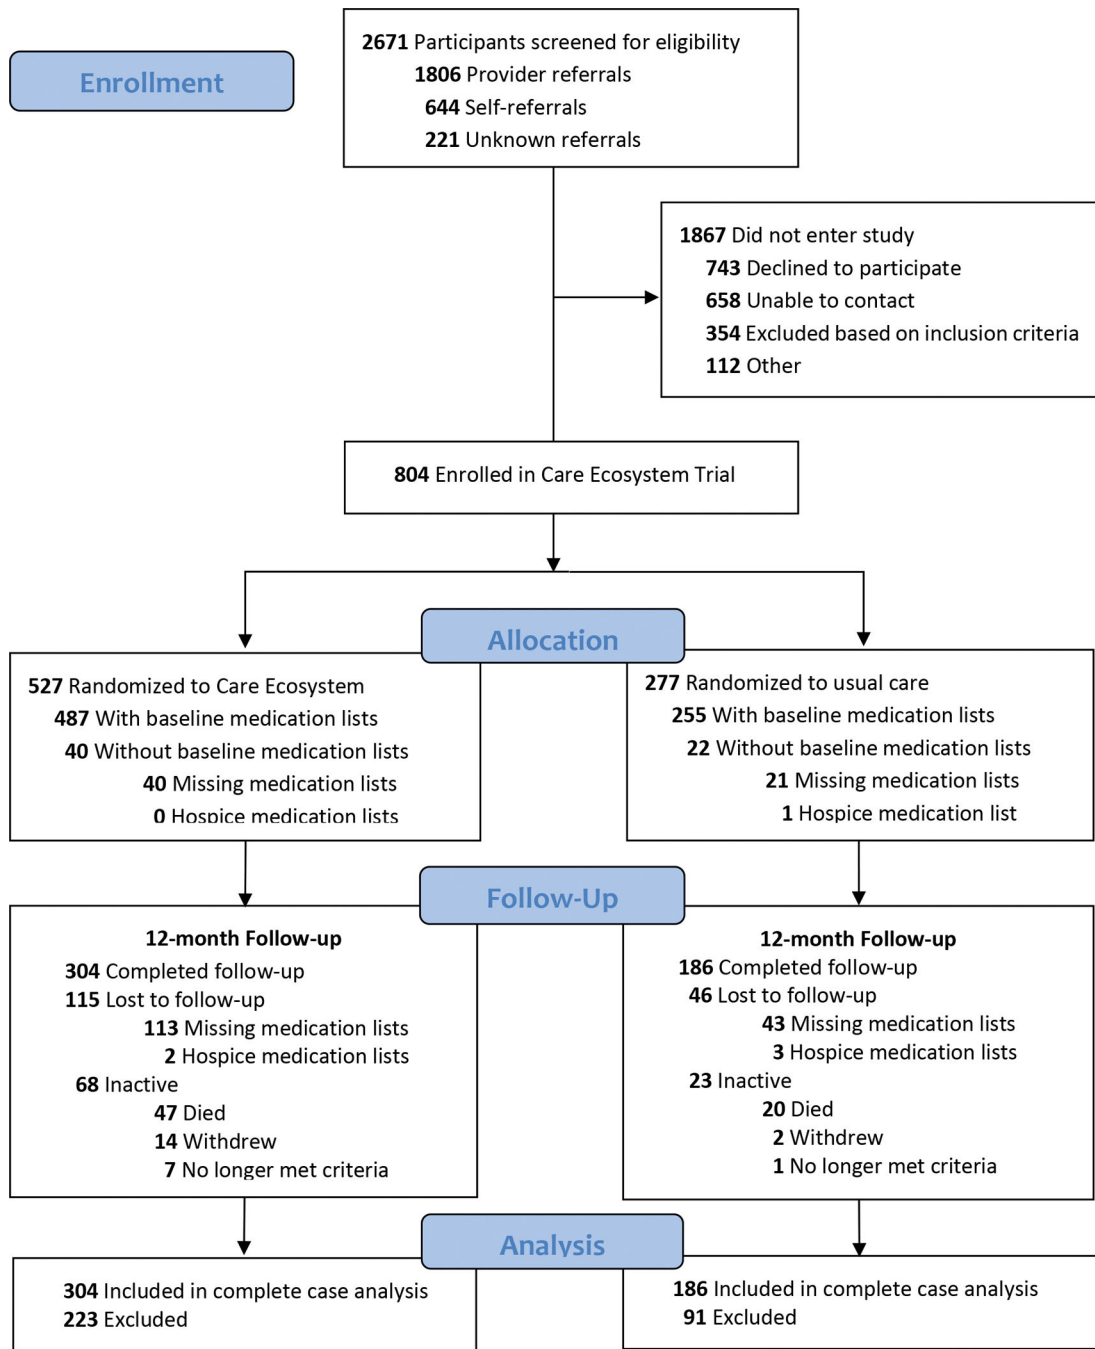 Enrollment
2671 Participants screened for eligibility
1806 Provider referrals
644 Self-referrals
221 Unknown referrals
1867 Did not enter study
743 Declined to participate
658 Unable to contact
354 Excluded based on inclusion criteria
112 Other
804 Enrolled in Care Ecosystem Trial
Allocation
527 Randomized to Care Ecosystem
487 With baseline medication lists
40 Without baseline medication lists
40 Missing medication lists
0 Hospice medication lists
277 Randomized to usual care
255 With baseline medication lists
22 Without baseline medication lists
21 Missing medication lists
1 Hospice medication list
Follow-Up
12-month Follow-up
304 Completed follow-up
115 Lost to follow-up
113 Missing medication lists
2 Hospice medication lists
68 Inactive
47 Died
14 Withdrew
7 No longer met criteria
12-month Follow-up
186 Completed follow-up
46 Lost to follow-up
43 Missing medication lists
3 Hospice medication lists
23 Inactive
20 Died
2 Withdrew
1 No longer met criteria
Analysis
304 Included in complete case analysis
223 Excluded
186 Included in complete case analysis
91 Excluded